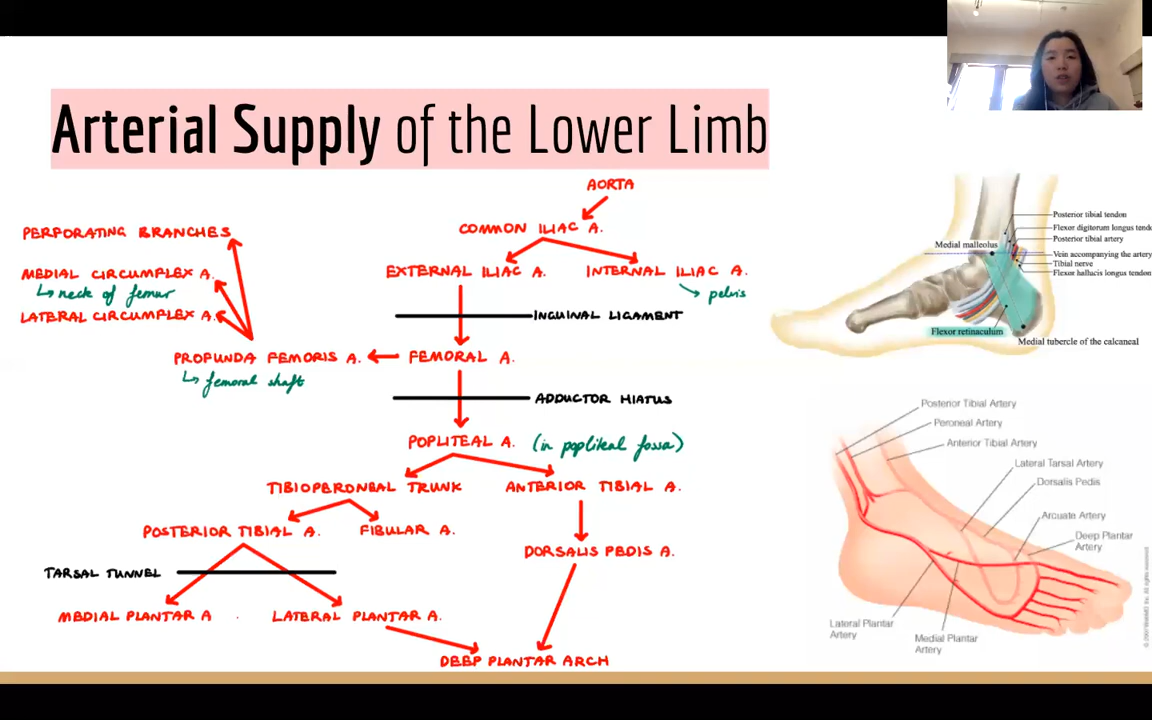 Arterial Supply of the Lower Limb
AORTA
COMMON ILIAC A.
EXTERNAL ILIAC A.
INTERNAL ILIAC A.
pelvis
INGUINAL LIGAMENT
PERFORATING BRANCHES
MEDIAL CIRCUMPLEX A.
neck of femur
LATERAL CIRCUMPLEX A.
PROFUNDA FEMORIS A.
femoral shaft
FEMORAL A.
ADDUCTOR HIATUS
POPLITEAL A. (in popliteal fossa)
TIBIOPERONEAL TRUNK
ANTERIOR TIBIAL A.
POSTERIOR TIBIAL A.
FIBULAR A.
DORSALIS PEDIS A.
TARSAL TUNNEL
MEDIAL PLANTAR A
LATERAL PLANTAR A.
DEEP PLANTAR ARCH
Posterior tibial tendon
Flexor digitorum longus tend
Posterior tibial artery
Medial malleolus
Vein accompanying the artery
Tibial nerve
Flexor hallucis longus tendon
Flexor retinaculum
Medial tubercle of the calcaneal
Posterior Tibial Artery
Peroneal Artery
Anterior Tibial Artery
Lateral Tarsal Artery
Dorsalis Pedis
Arcuate Artery
Deep Plantar
Artery
Lateral Plantar
Artery
Medial Plantar
Artery